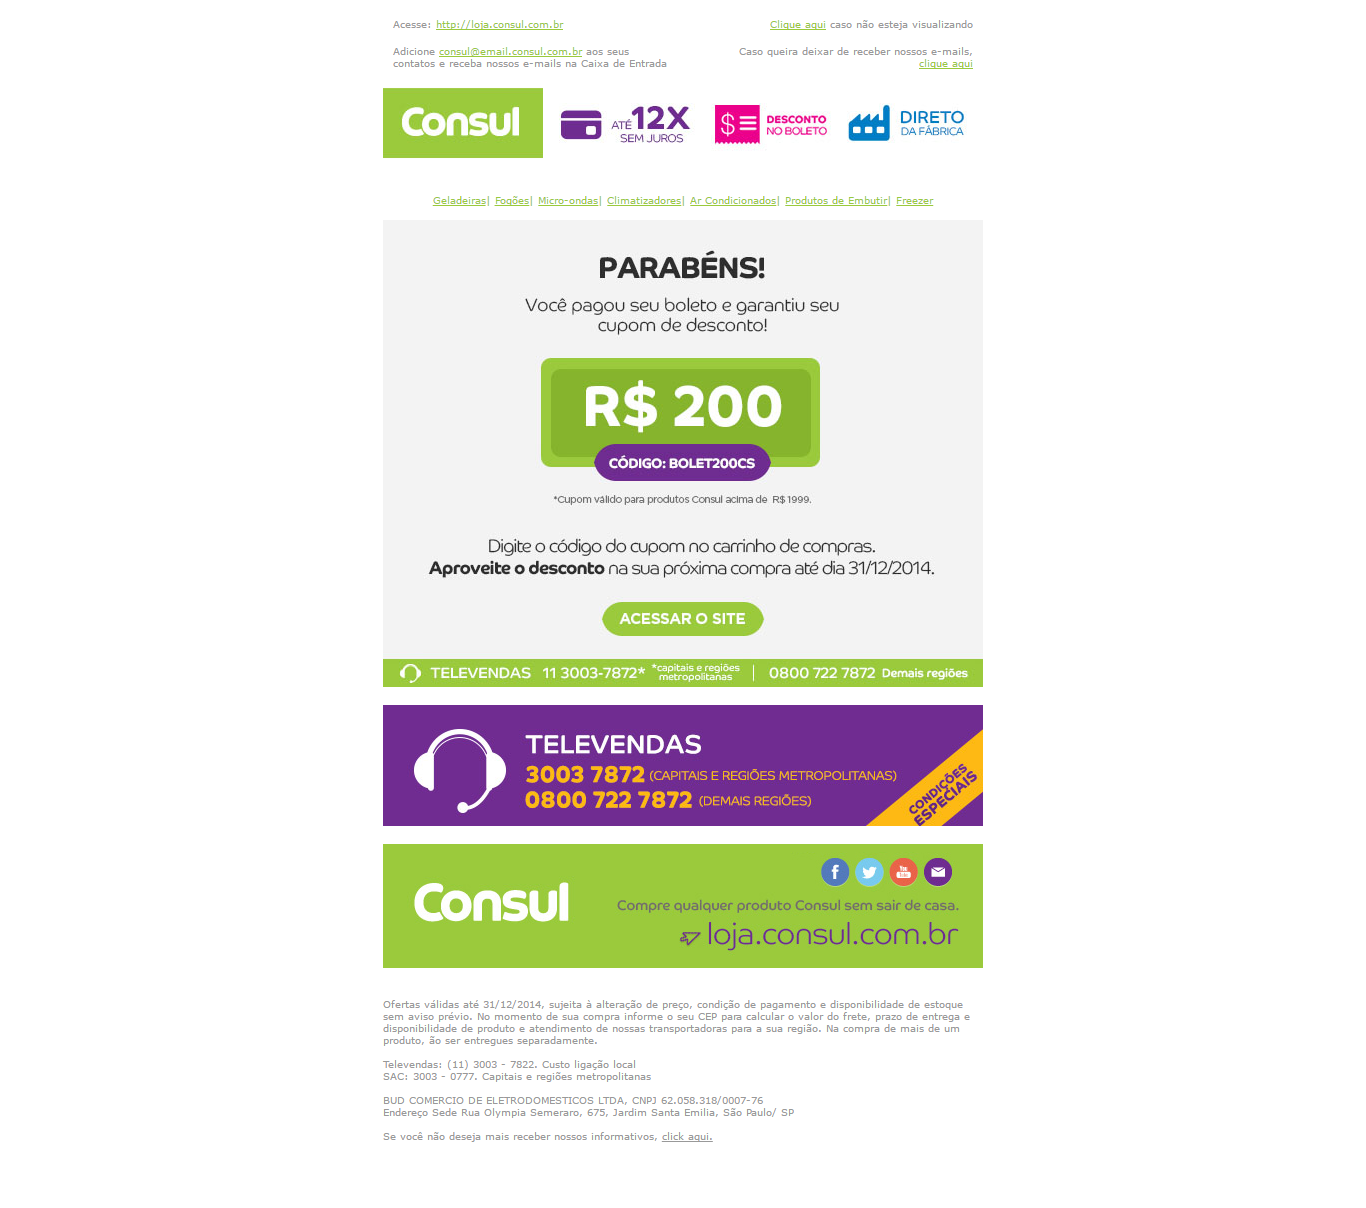 Acesse: http://loja.consul.com.br
Clique aqui caso não esteja visualizando
Adicione consul@email.consul.com.br aos seus
contatos e receba nossos e-mails na Caixa de Entrada
Caso queira deixar de receber nossos e-mails,
clique aqui
Consul
ATÉ 12X
SEM JUROS
$
DESCONTO
NO BOLETO
DIRETO
DA FÁBRICA
Geladeiras| Fogões| Micro-ondas| Climatizadores| Ar Condicionados| Produtos de Embutir| Freezer
PARABÉNS!
Você pagou seu boleto e garantiu seu
cupom de desconto!
R$ 200
CÓDIGO: BOLET200CS
*Cupom válido para produtos Consul acima de R$ 1999.
Digite o código do cupom no carrinho de compras.
Aproveite o desconto na sua próxima compra até dia 31/12/2014.
ACESSAR O SITE
TELEVENDAS 11 3003-7872* *capitais e regiões
metropolitanas
0800 722 7872 Demais regiões
TELEVENDAS
3003 7872 (CAPITAIS E REGIÕES METROPOLITANAS)
0800 722 7872 (DEMAIS REGIÕES)
CONDIÇÕES
ESPECIAIS
Consul
f
You
Tube
Compre qualquer produto Consul sem sair de casa.
loja.consul.com.br
Ofertas válidas até 31/12/2014, sujeita à alteração de preço, condição de pagamento e disponibilidade de estoque
sem aviso prévio. No momento de sua compra informe o seu CEP para calcular o valor do frete, prazo de entrega e
disponibilidade de produto e atendimento de nossas transportadoras para a sua região. Na compra de mais de um
produto, ão ser entregues separadamente.
Televendas: (11) 3003 - 7822. Custo ligação local
SAC: 3003 - 0777. Capitais e regiões metropolitanas
BUD COMERCIO DE ELETRODOMESTICOS LTDA, CNPJ 62.058.318/0007-76
Endereço Sede Rua Olympia Semeraro, 675, Jardim Santa Emilia, São Paulo/ SP
Se você não deseja mais receber nossos informativos, click aqui.